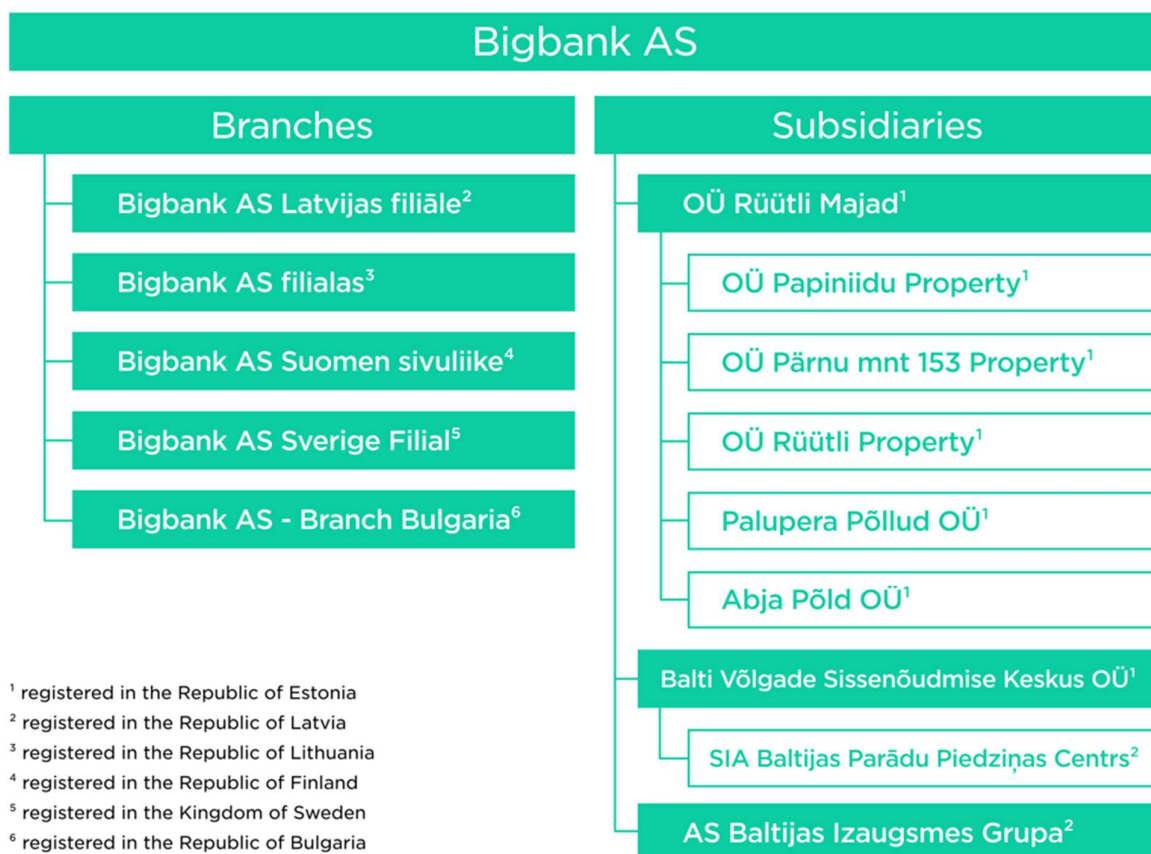 Bigbank AS
Branches
Bigbank AS Latvijas filiāle²
Bigbank AS filialas³
Bigbank AS Suomen sivuliike⁴
Bigbank AS Sverige Filial⁵
Bigbank AS - Branch Bulgaria⁶
Subsidiaries
OÜ Rüütli Majad¹
OÜ Papiniidu Property¹
OÜ Pärnu mnt 153 Property¹
OÜ Rüütli Property¹
Palupera Põllud OÜ¹
Abja Põld OÜ¹
Balti Võlgade Sissenõudmise Keskus OÜ¹
SIA Baltijas Parādu Piedziņas Centrs²
AS Baltijas Izaugsmes Grupa²
¹ registered in the Republic of Estonia
² registered in the Republic of Latvia
³ registered in the Republic of Lithuania
⁴ registered in the Republic of Finland
⁵ registered in the Kingdom of Sweden
⁶ registered in the Republic of Bulgaria